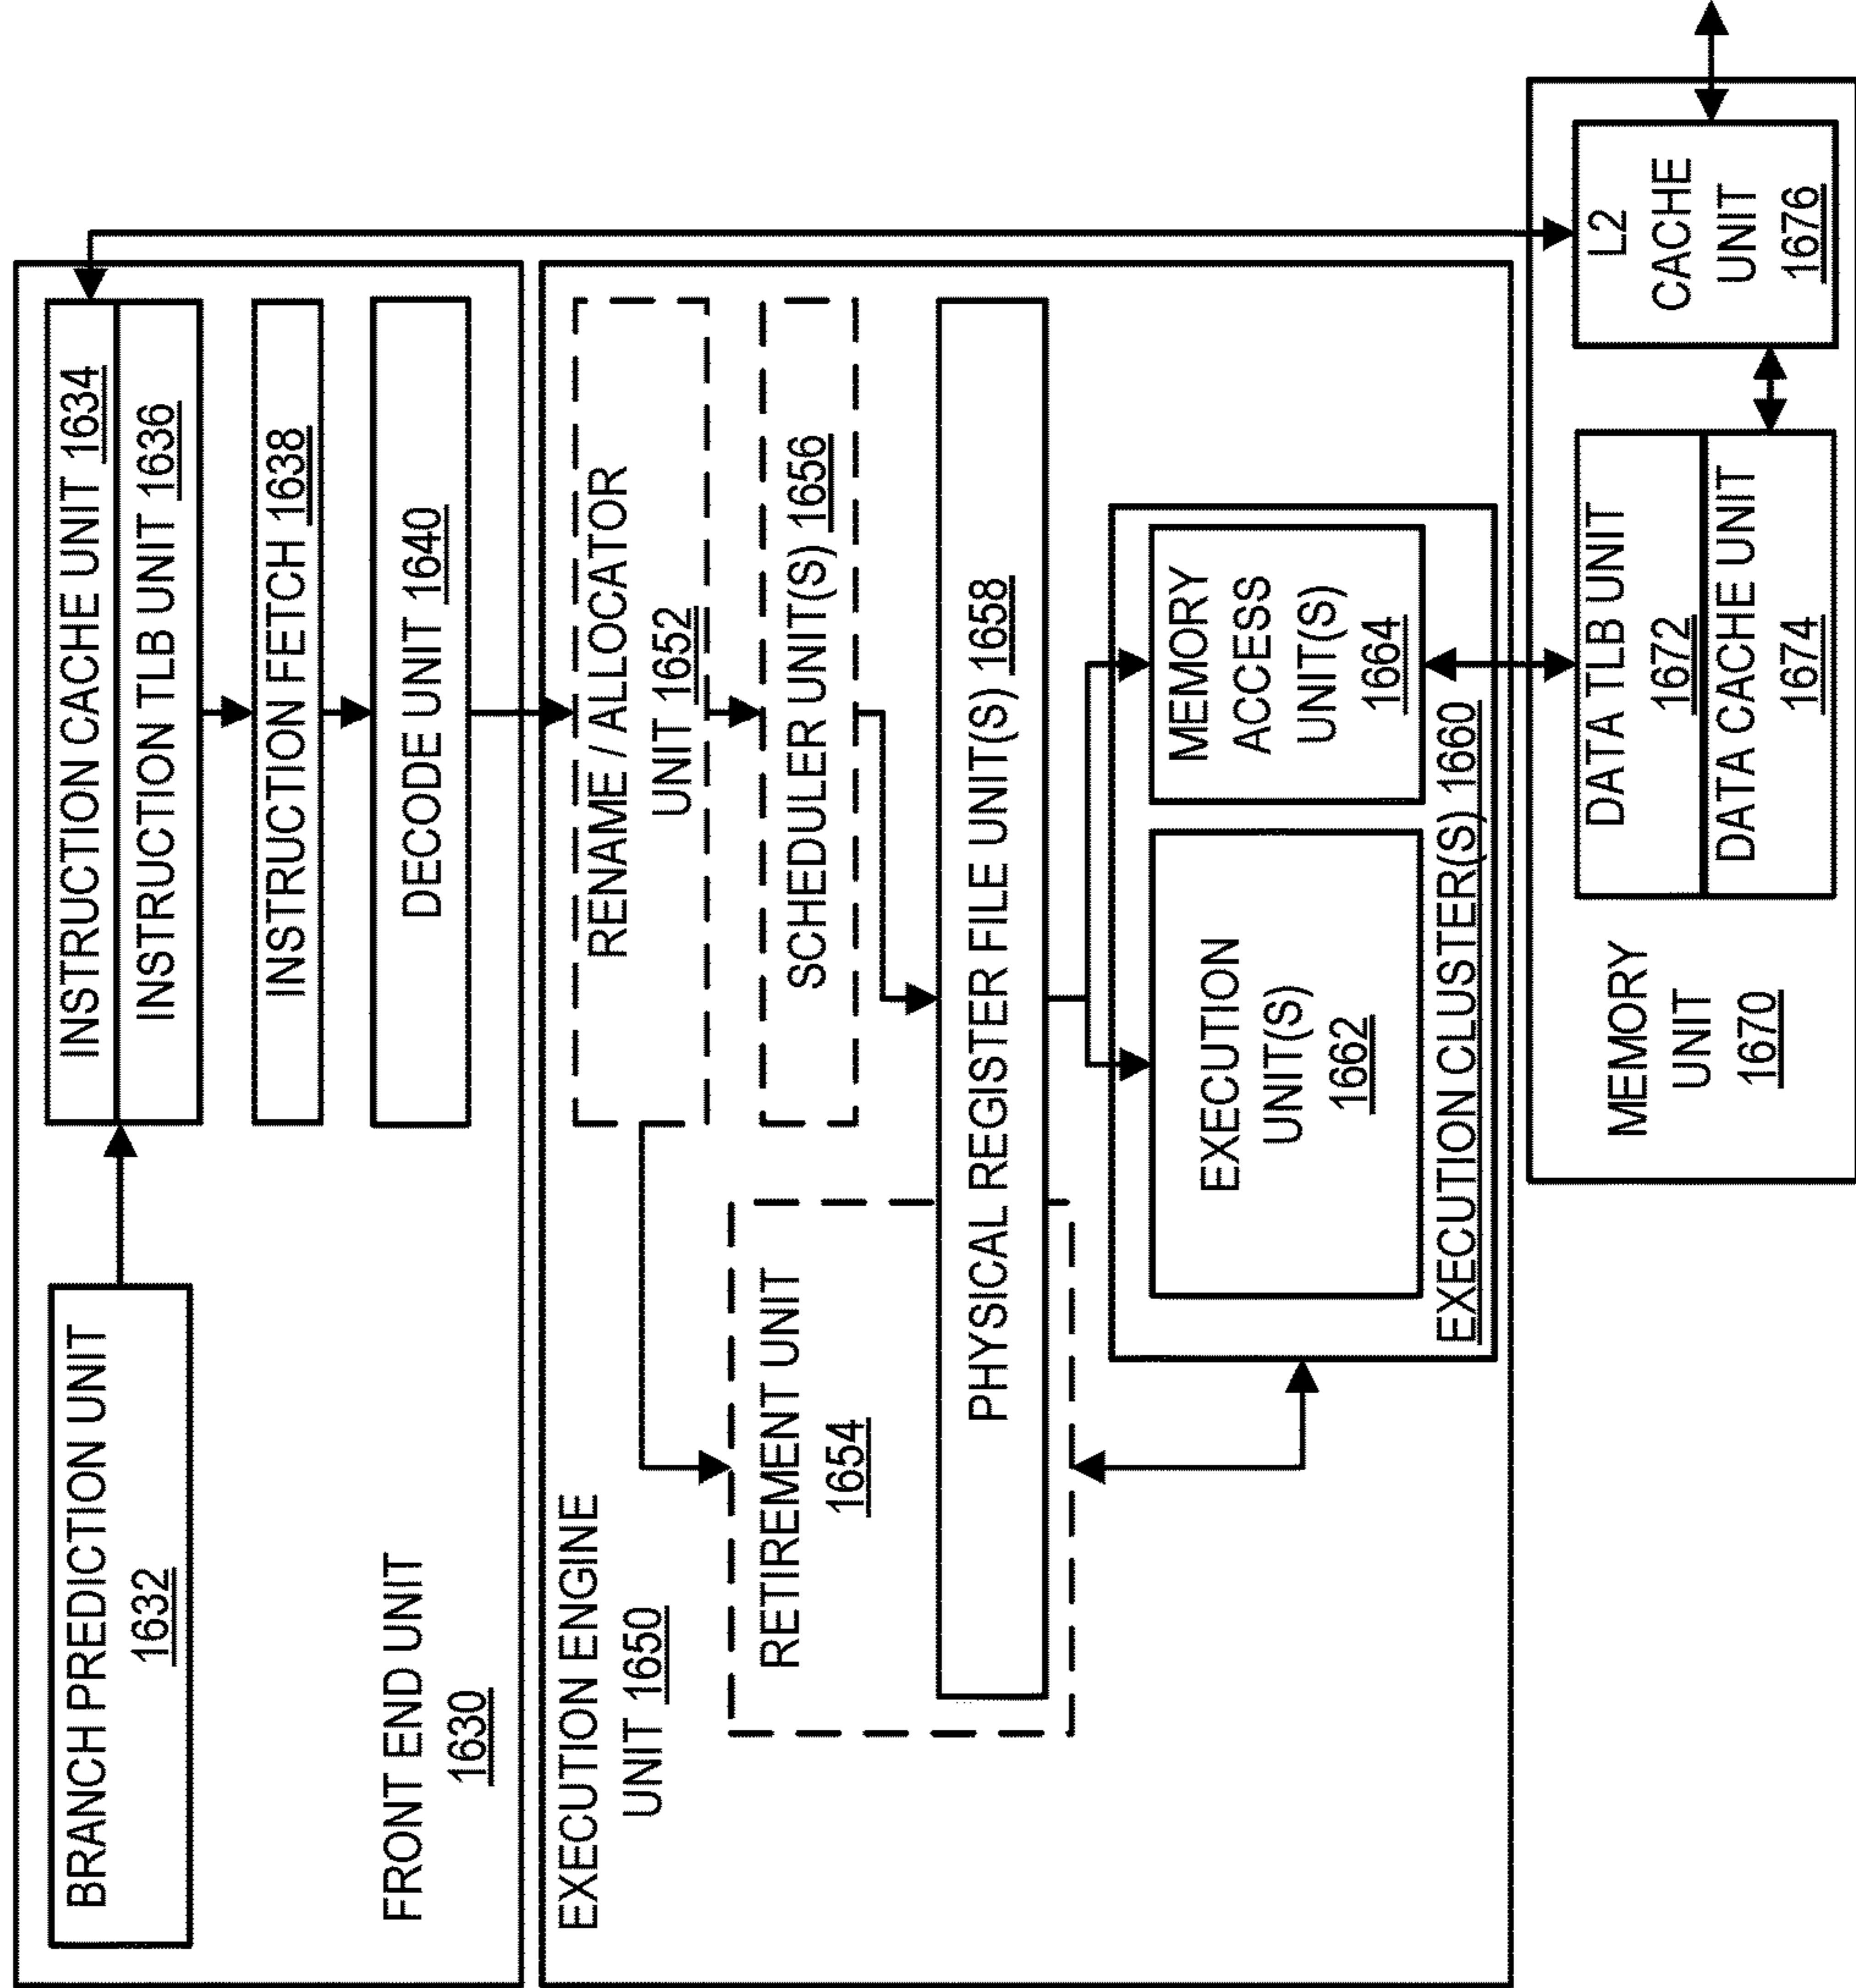 BRANCH PREDICTION UNIT
1632
INSTRUCTION CACHE UNIT 1634
INSTRUCTION TLB UNIT 1636
INSTRUCTION FETCH 1638
DECODE UNIT 1640
FRONT END UNIT
1630
EXECUTION ENGINE
UNIT 1650
RENAME / ALLOCATOR
UNIT 1652
SCHEDULER UNIT(S) 1656
RETIREMENT UNIT
1654
PHYSICAL REGISTER FILE UNIT(S) 1658
EXECUTION
UNIT(S)
1662
MEMORY
ACCESS
UNIT(S)
1664
EXECUTION CLUSTER(S) 1660
MEMORY
UNIT
1670
DATA TLB UNIT
1672
DATA CACHE UNIT
1674
L2
CACHE
UNIT
1676